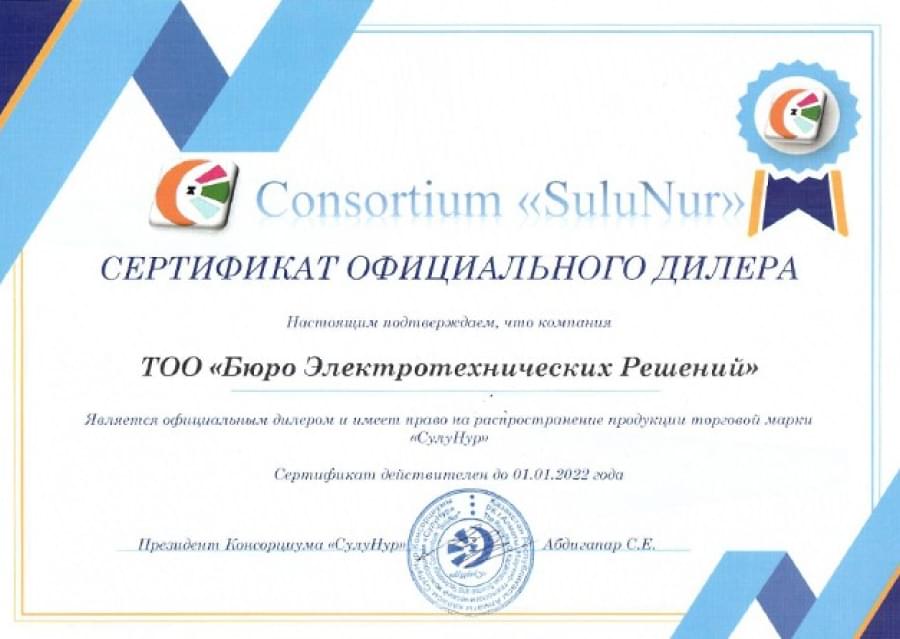 Consortium «SuluNur»
СЕРТИФИКАТ ОФИЦИАЛЬНОГО ДИЛЕРА
Настоящим подтверждаем, что компания
ТОО «Бюро Электротехнических Решений»
Является официальным дилером и имеет право на распространение продукции торговой марки
«СулуНур»
Сертификат действителен до 01.01.2022 года
Президент Консорциума «СулуНур» Абдигапар С.Е.